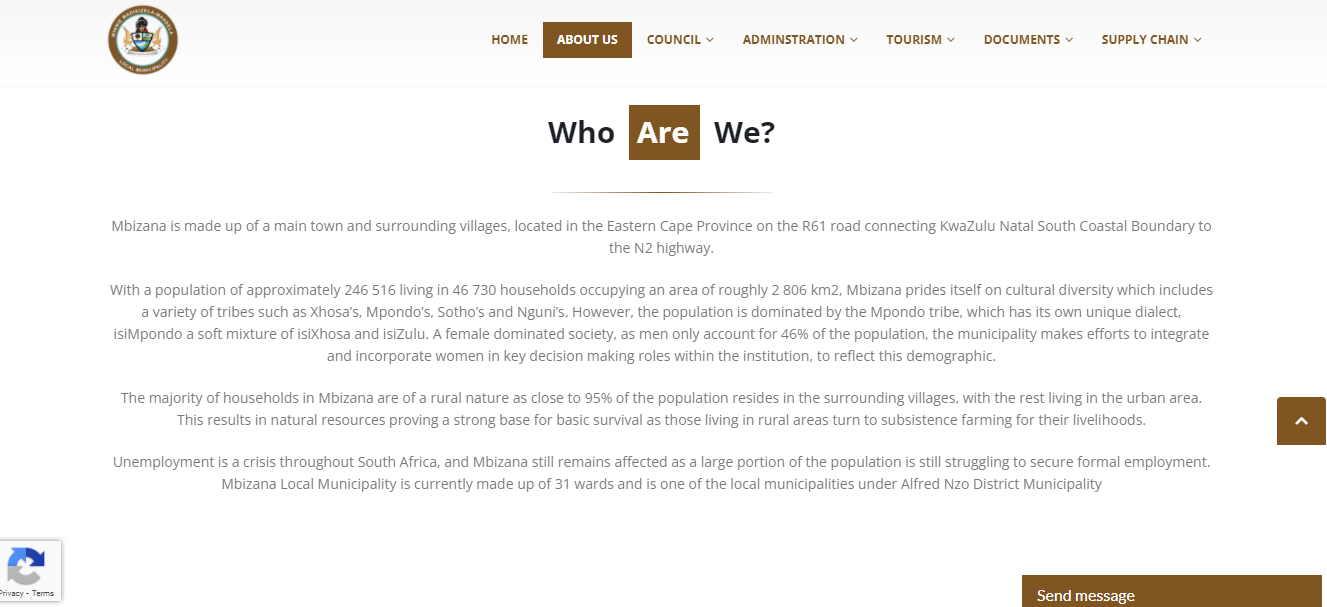 WINNIE MADIKIZELA-MANDELA
LOCAL MUNICIPALITY
HOME
ABOUT US
COUNCIL
ADMINSTRATION
TOURISM
DOCUMENTS
SUPPLY CHAIN
Who Are We?
Mbizana is made up of a main town and surrounding villages, located in the Eastern Cape Province on the R61 road connecting KwaZulu Natal South Coastal Boundary to
the N2 highway.
With a population of approximately 246 516 living in 46 730 households occupying an area of roughly 2 806 km2, Mbizana prides itself on cultural diversity which includes
a variety of tribes such as Xhosa’s, Mpondo’s, Sotho’s and Nguni’s. However, the population is dominated by the Mpondo tribe, which has its own unique dialect,
isiMpondo a soft mixture of isiXhosa and isiZulu. A female dominated society, as men only account for 46% of the population, the municipality makes efforts to integrate
and incorporate women in key decision making roles within the institution, to reflect this demographic.
The majority of households in Mbizana are of a rural nature as close to 95% of the population resides in the surrounding villages, with the rest living in the urban area.
This results in natural resources proving a strong base for basic survival as those living in rural areas turn to subsistence farming for their livelihoods.
Unemployment is a crisis throughout South Africa, and Mbizana still remains affected as a large portion of the population is still struggling to secure formal employment.
Mbizana Local Municipality is currently made up of 31 wards and is one of the local municipalities under Alfred Nzo District Municipality
Privacy - Terms
Send message